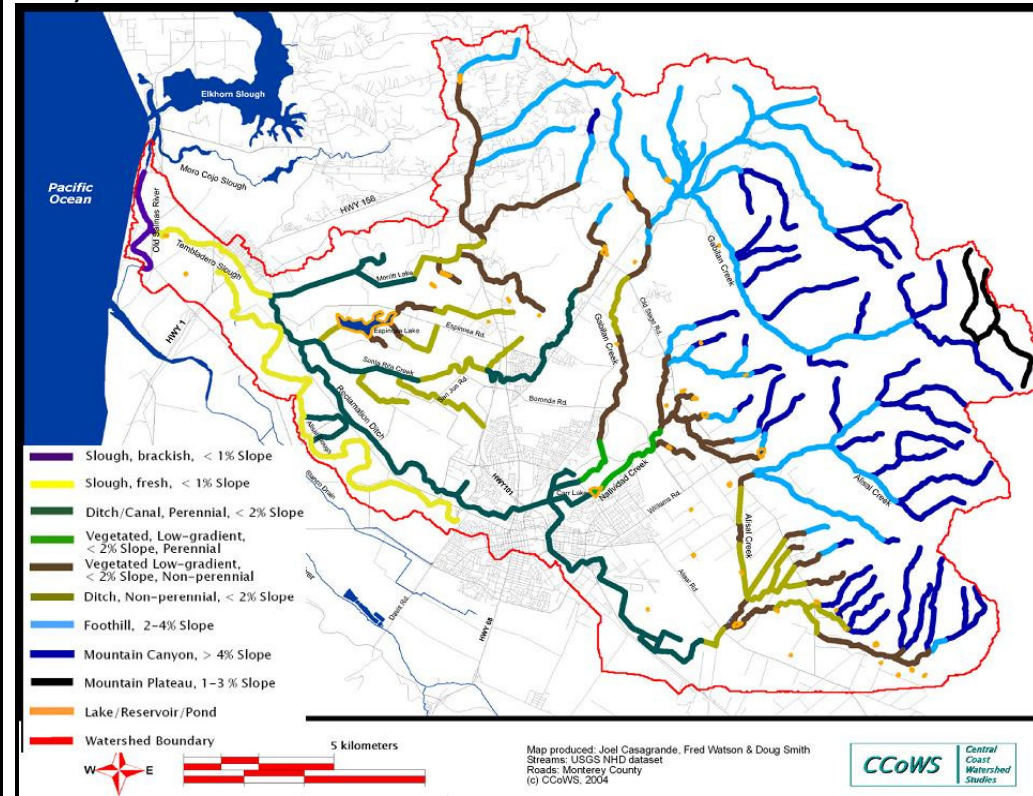 Elkhorn Slough
Moro Cojo Slough
Pacific
Ocean
Old Salinas River
HWY 156
Tembladero Slough
Merritt Lake
HWY 1
Espinosa Lake
Espinosa Rd.
Gabilan Creek
Old Stage Rd.
Gabilan Creek
Santa Rita Creek
San Jun Rd.
Boronda Rd.
Reclamation Ditch
Alisal Slough
Blanco Drain
HWY101
Carr Lake
Natividad Creek
Williams Rd.
Alisal Creek
Alisal Creek
Alisal Rd.
Davis Rd.
HWY 68
Slough, brackish, < 1% Slope
Slough, fresh, < 1% Slope
Ditch/Canal, Perennial, < 2% Slope
Vegetated, Low-gradient,
< 2% Slope, Perennial
Vegetated Low-gradient,
< 2% Slope, Non-perennial
Ditch, Non-perennial, < 2% Slope
Foothill, 2-4% Slope
Mountain Canyon, > 4% Slope
Mountain Plateau, 1-3 % Slope
Lake/Reservoir/Pond
Watershed Boundary
W E
5 kilometers
Map produced: Joel Casagrande, Fred Watson & Doug Smith
Streams: USGS NHD dataset
Roads: Monterey County
(c) CCoWS, 2004
CCoWS
Central
Coast
Watershed
Studies